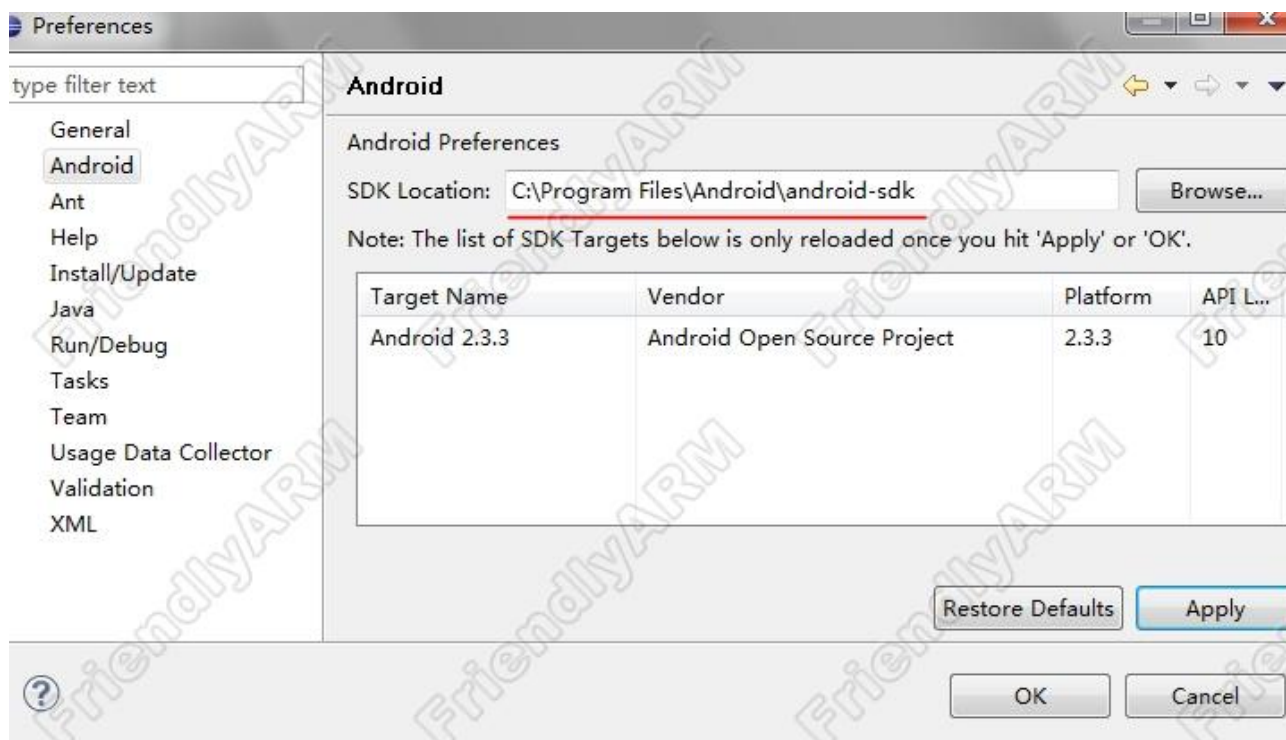 Preferences
type filter text
Android
General
Android
Ant
Help
Install/Update
Java
Run/Debug
Tasks
Team
Usage Data Collector
Validation
XML
Android Preferences
SDK Location: C:\Program Files\Android\android-sdk Browse...
Note: The list of SDK Targets below is only reloaded once you hit 'Apply' or 'OK'.
Target Name Vendor Platform API L...
Android 2.3.3 Android Open Source Project 2.3.3 10
Restore Defaults Apply
OK Cancel
FriendlyARM